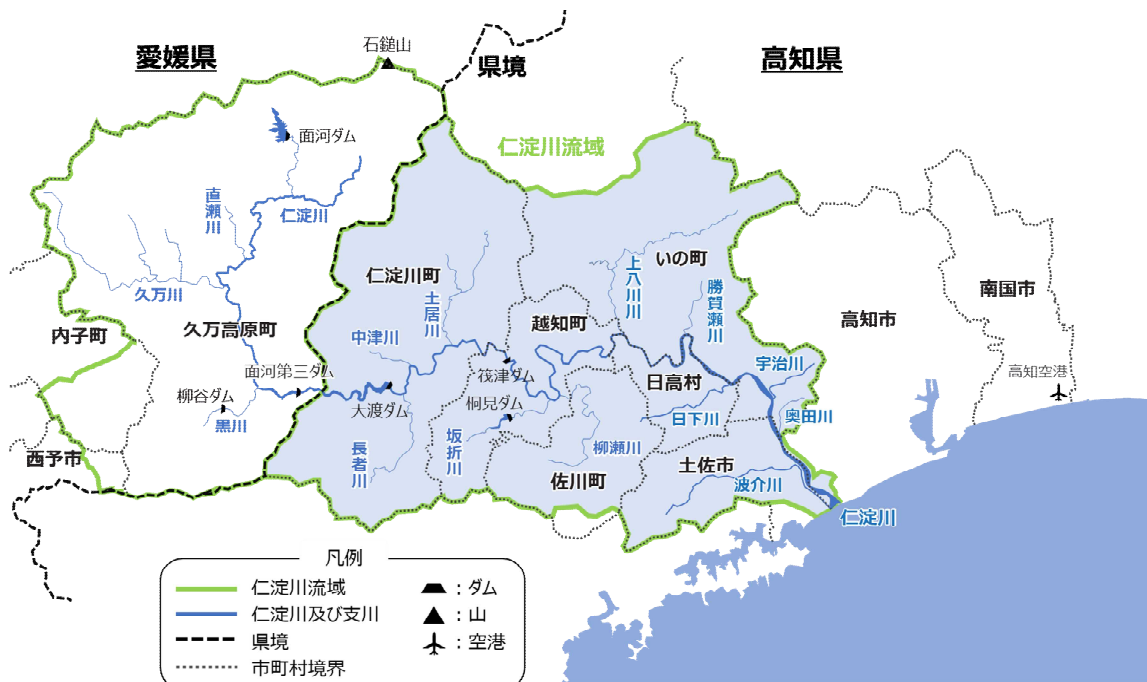 愛媛県
石鎚山
県境
高知県
面河ダム
仁淀川流域
直瀬川
仁淀川
久万川
仁淀川町
土居川
上八川川
いの町
勝賀瀬川
南国市
内子町
久万高原町
中津川
越知町
高知市
面河第三ダム
筏津ダム
宇治川
高知空港
柳谷ダム
大渡ダム
桐見ダム
日高村
黒川
日下川
奥田川
西予市
長者川
坂折川
柳瀬川
佐川町
土佐市
波介川
仁淀川
凡例
仁淀川流域
:ダム
仁淀川及び支川
:山
県境
:空港
市町村境界